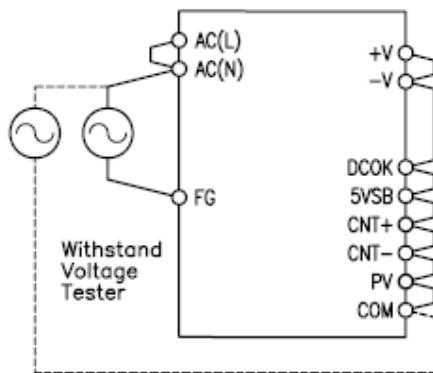 AC(L)
AC(N)
FG
Withstand
Voltage
Tester
+V
-V
DCOK
5VSB
CNT+
CNT-
PV
COM